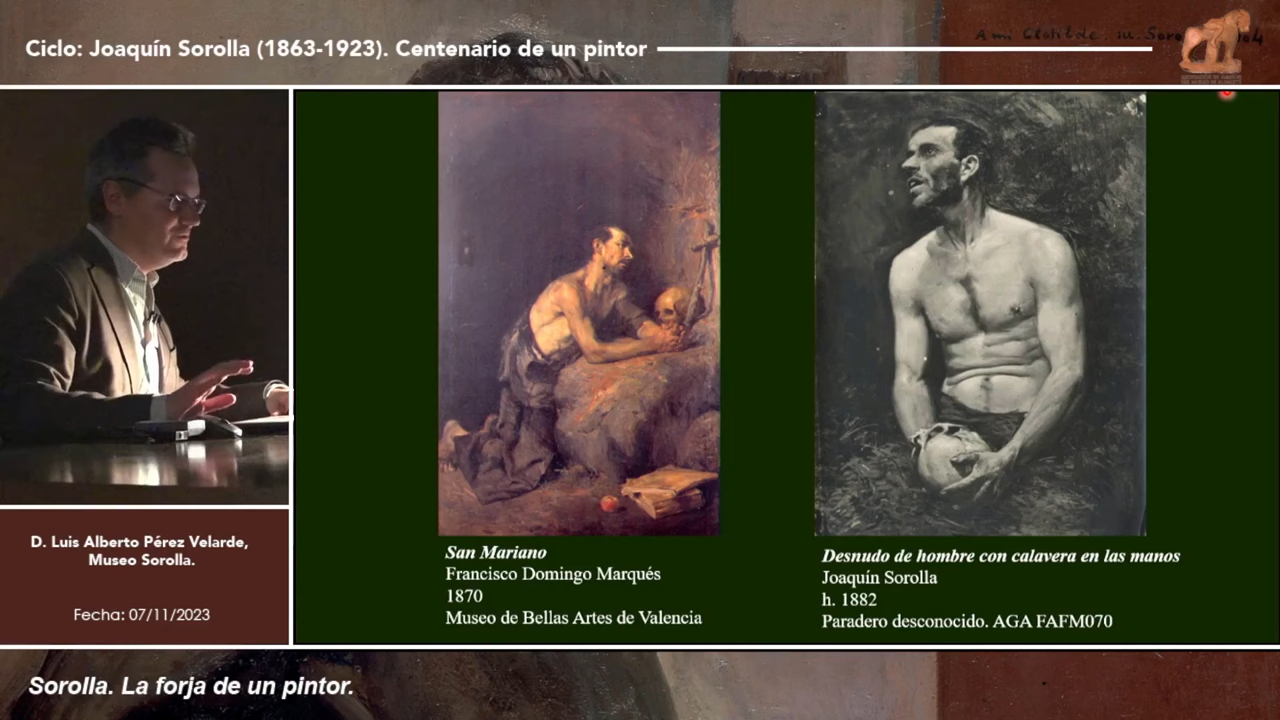 Ciclo: Joaquín Sorolla (1863-1923). Centenario de un pintor
A mi Clotilde
San Mariano
Francisco Domingo Marqués
1870
Museo de Bellas Artes de Valencia
Desnudo de hombre con calavera en las manos
Joaquín Sorolla
h. 1882
Paradero desconocido. AGA FAFM070
D. Luis Alberto Pérez Velarde,
Museo Sorolla.
Fecha: 07/11/2023
Sorolla. La forja de un pintor.